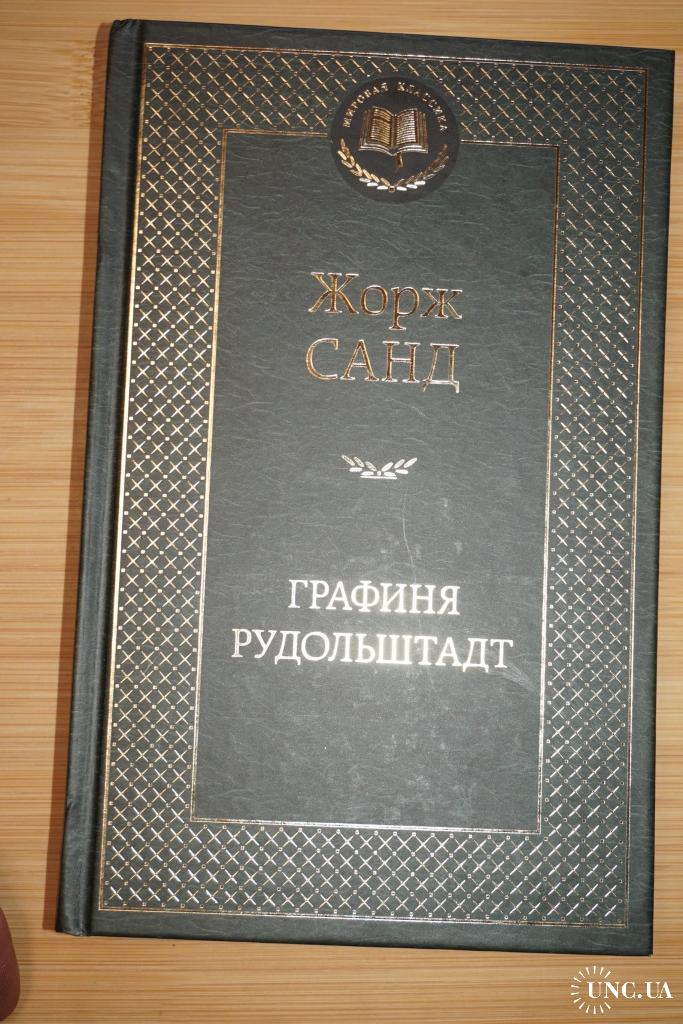 МИРОВАЯ КЛАССИКА
Жорж
САНД
ГРАФИНЯ
РУДОЛЬШТАДТ
UNC.UA